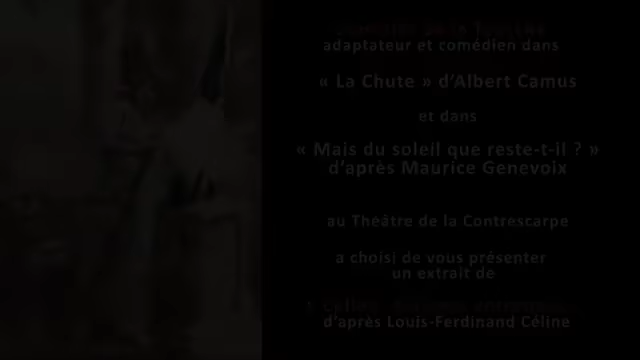 adaptateur et comédien dans
« La Chute » d'Albert Camus
et dans
« Mais du soleil que reste-t-il ? »
d'après Maurice Genevoix
au Théâtre de la Contrescarpe
a choisi de vous présenter
un extrait de
d'après Louis-Ferdinand Céline